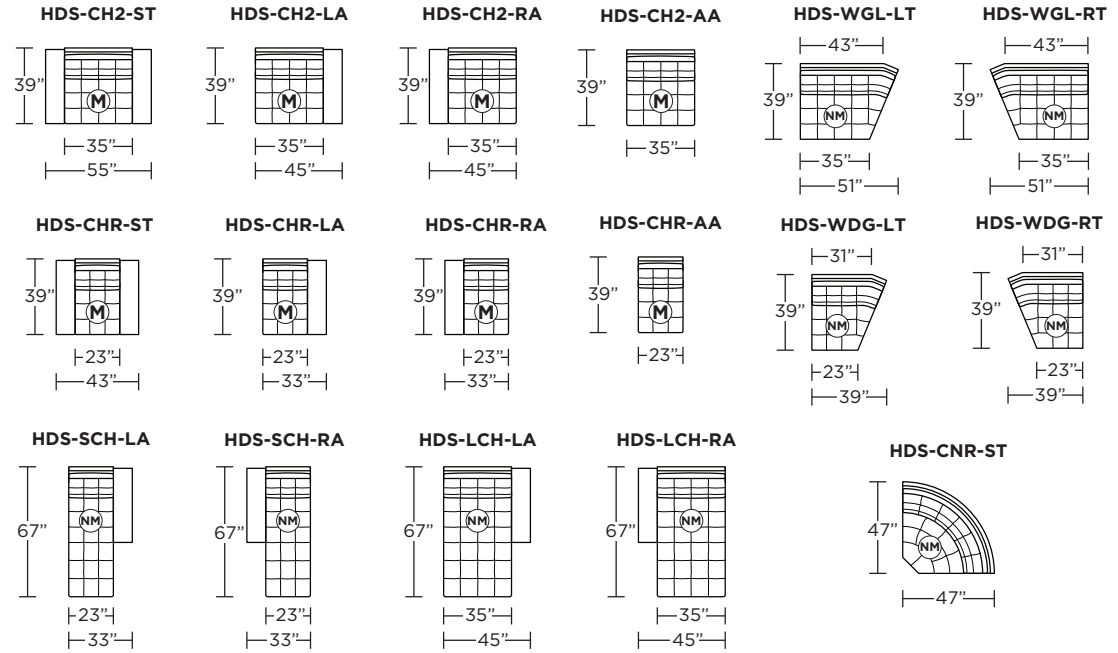 HDS-CH2-ST
39”
M
35”
55”
HDS-CH2-LA
39”
M
35”
45”
HDS-CH2-RA
39”
M
35”
45”
HDS-CH2-AA
39”
M
35”
HDS-WGL-LT
43”
39”
NM
35”
51”
HDS-WGL-RT
43”
39”
NM
35”
51”
HDS-CHR-ST
39”
M
23”
43”
HDS-CHR-LA
39”
M
23”
33”
HDS-CHR-RA
39”
M
23”
33”
HDS-CHR-AA
39”
M
23”
HDS-WDG-LT
31”
39”
NM
23”
39”
HDS-WDG-RT
31”
39”
NM
23”
39”
HDS-SCH-LA
67”
NM
23”
33”
HDS-SCH-RA
67”
NM
23”
33”
HDS-LCH-LA
67”
NM
35”
45”
HDS-LCH-RA
67”
NM
35”
45”
HDS-CNR-ST
47”
NM
47”